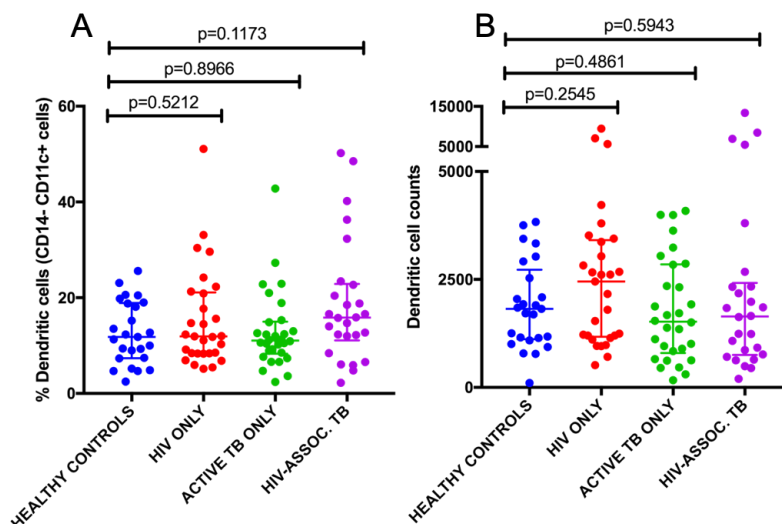 A
p=0.1173
p=0.8966
p=0.5212
% Dendritic cells (CD14- CD11c+ cells)
60
40
20
0
HEALTHY CONTROLS
HIV ONLY
ACTIVE TB ONLY
HIV-ASSOC. TB
B
p=0.5943
p=0.4861
p=0.2545
Dendritic cell counts
15000
5000
5000
2500
0
HEALTHY CONTROLS
HIV ONLY
ACTIVE TB ONLY
HIV-ASSOC. TB